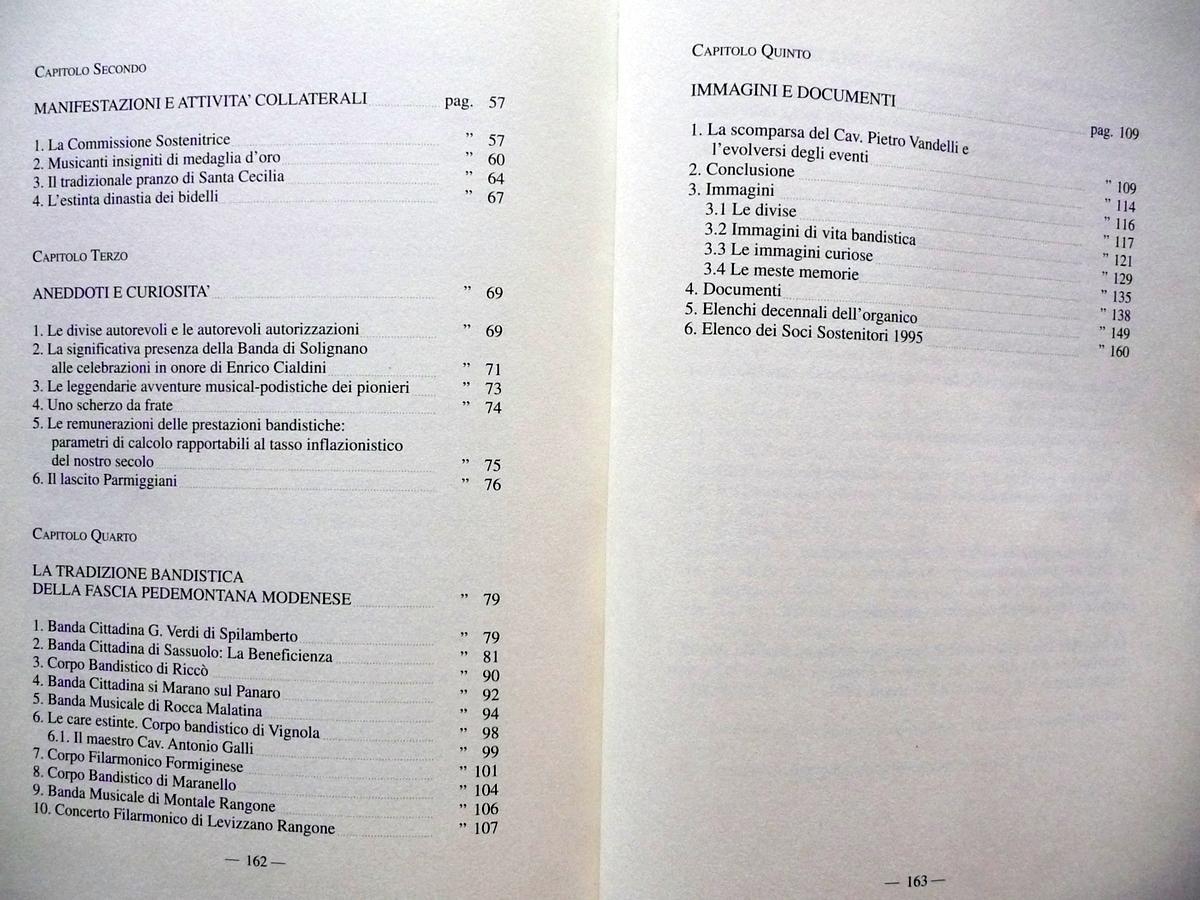 CAPITOLO SECONDO
MANIFESTAZIONI E ATTIVITA' COLLATERALI pag. 57
1. La Commissione Sostenitrice ” 57
2. Musicanti insigniti di medaglia d'oro ” 60
3. Il tradizionale pranzo di Santa Cecilia ” 64
4. L'estinta dinastia dei bidelli ” 67
CAPITOLO TERZO
ANEDDOTI E CURIOSITA' ” 69
1. Le divise autorevoli e le autorevoli autorizzazioni ” 69
2. La significativa presenza della Banda di Solignano
alle celebrazioni in onore di Enrico Cialdini ” 71
3. Le leggendarie avventure musical-podistiche dei pionieri ” 73
4. Uno scherzo da frate ” 74
5. Le remunerazioni delle prestazioni bandistiche:
parametri di calcolo rapportabili al tasso inflazionistico
del nostro secolo ” 75
6. Il lascito Parmiggiani ” 76
CAPITOLO QUARTO
LA TRADIZIONE BANDISTICA
DELLA FASCIA PEDEMONTANA MODENESE ” 79
1. Banda Cittadina G. Verdi di Spilamberto ” 79
2. Banda Cittadina di Sassuolo: La Beneficienza ” 81
3. Corpo Bandistico di Riccò ” 90
4. Banda Cittadina si Marano sul Panaro ” 92
5. Banda Musicale di Rocca Malatina ” 94
6. Le care estinte. Corpo bandistico di Vignola ” 98
6.1. Il maestro Cav. Antonio Galli ” 99
7. Corpo Filarmonico Formiginese ” 101
8. Corpo Bandistico di Maranello ” 104
9. Banda Musicale di Montale Rangone ” 106
10. Concerto Filarmonico di Levizzano Rangone ” 107
— 162 —
CAPITOLO QUINTO
IMMAGINI E DOCUMENTI pag. 109
1. La scomparsa del Cav. Pietro Vandelli e
l'evolversi degli eventi ” 109
2. Conclusione ” 114
3. Immagini ” 116
3.1 Le divise ” 117
3.2 Immagini di vita bandistica ” 121
3.3 Le immagini curiose ” 129
3.4 Le meste memorie ” 135
4. Documenti ” 138
5. Elenchi decennali dell'organico ” 149
6. Elenco dei Soci Sostenitori 1995 ” 160
— 163 —